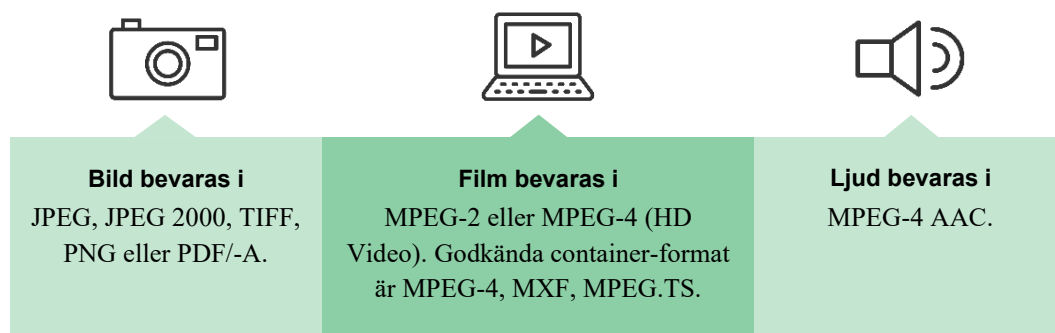 Bild bevaras i
JPEG, JPEG 2000, TIFF,
PNG eller PDF/-A.
Film bevaras i
MPEG-2 eller MPEG-4 (HD
Video). Godkända container-format
är MPEG-4, MXF, MPEG.TS.
Ljud bevaras i
MPEG-4 AAC.